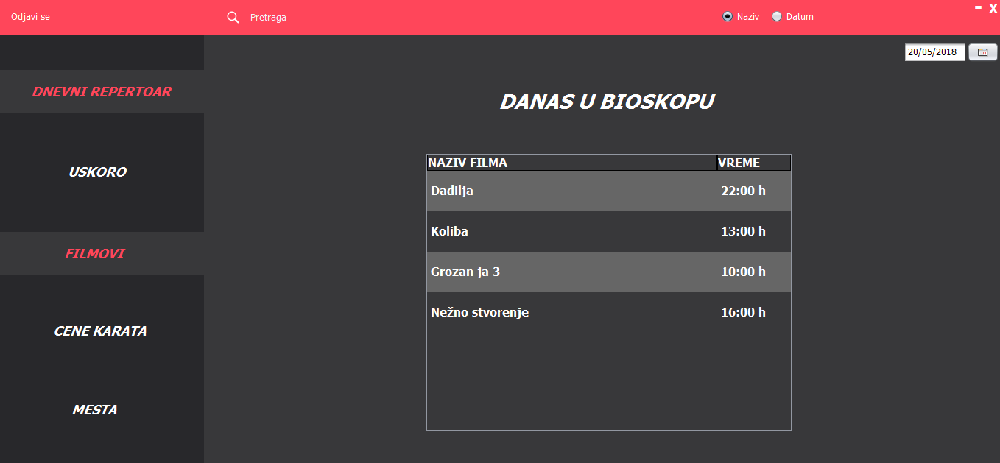 Odjavi se
Pretraga
Naziv
Datum
- X
20/05/2018
DNEVNI REPERTOAR
USKORO
FILMOVI
CENE KARATA
MESTA
DANAS U BIOSKOPU
NAZIV FILMA VREME
Dadilja 22:00 h
Koliba 13:00 h
Grozan ja 3 10:00 h
Nežno stvorenje 16:00 h